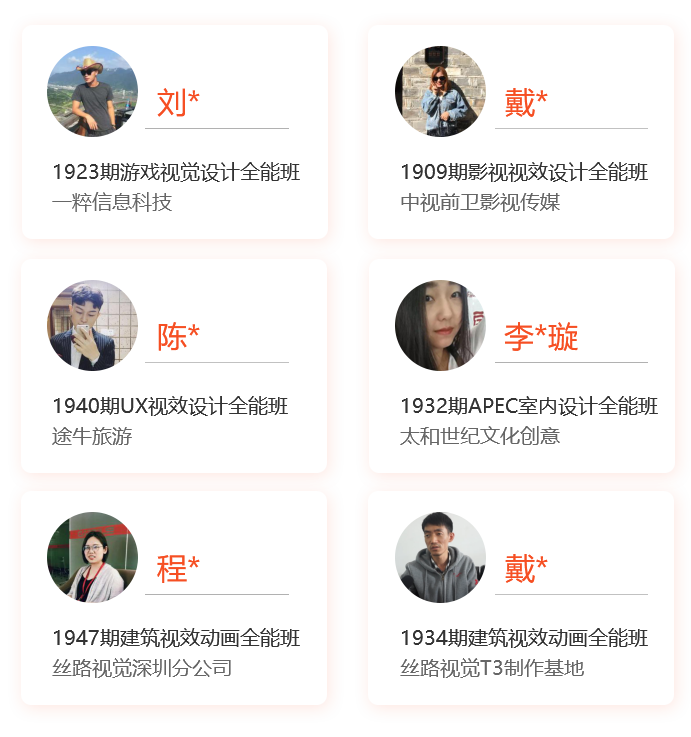 刘*
1923期游戏视觉设计全能班
一粹信息科技
戴*
1909期影视视效设计全能班
中视前卫影视传媒
陈*
1940期UX视效设计全能班
途牛旅游
李*璇
1932期APEC室内设计全能班
太和世纪文化创意
程*
1947期建筑视效动画全能班
丝路视觉深圳分公司
戴*
1934期建筑视效动画全能班
丝路视觉T3制作基地